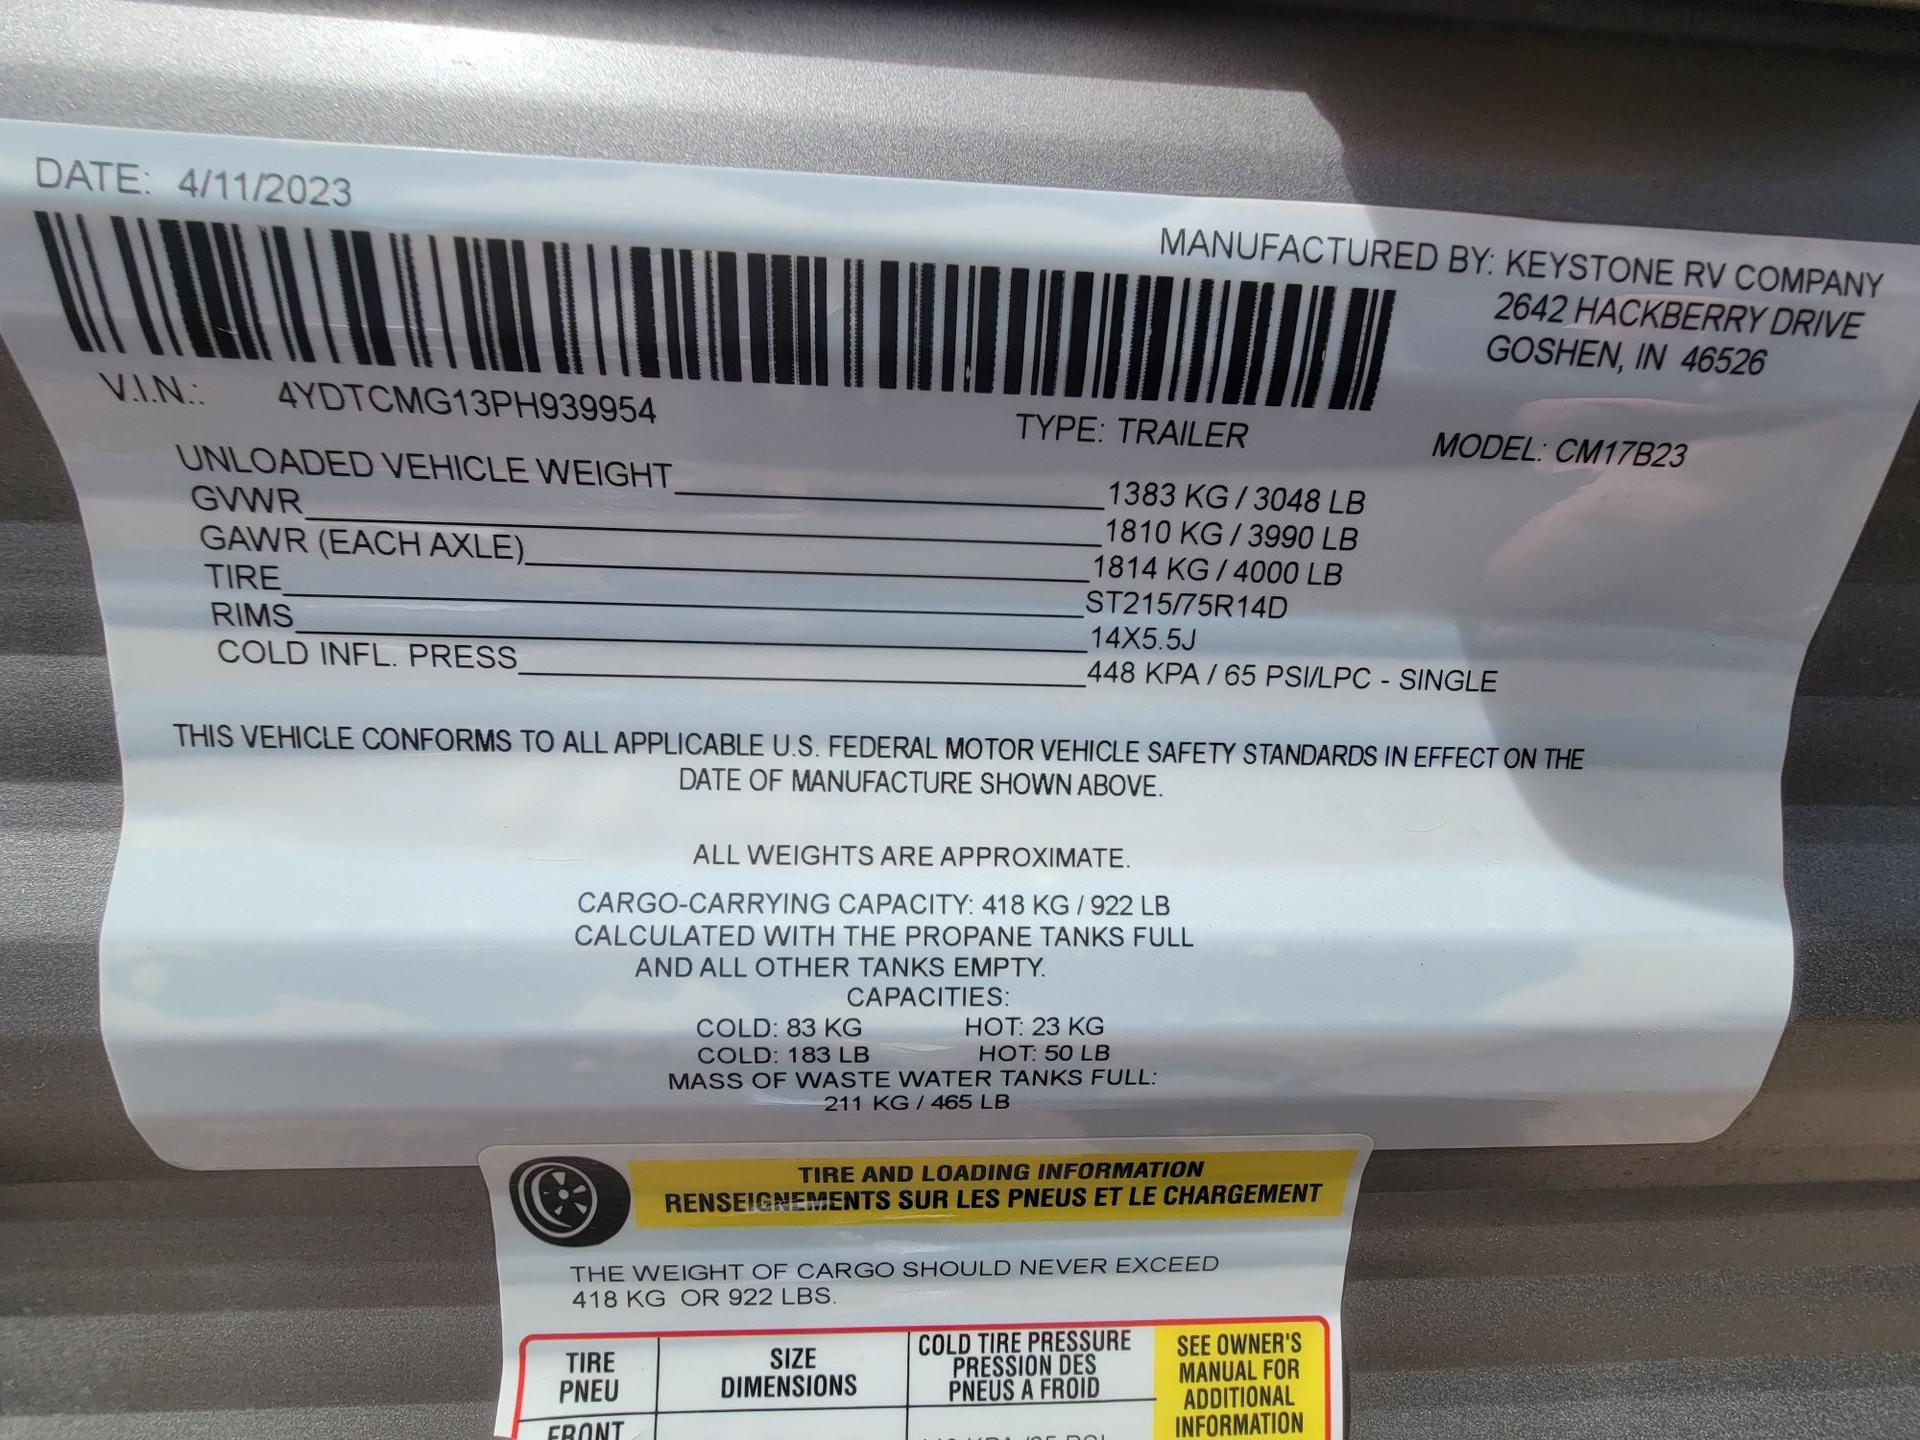 DATE: 4/11/2023
MANUFACTURED BY: KEYSTONE RV COMPANY
2642 HACKBERRY DRIVE
GOSHEN, IN 46526
V.I.N.: 4YDTCMG13PH939954
TYPE: TRAILER
MODEL: CM17B23
UNLOADED VEHICLE WEIGHT 1383 KG / 3048 LB
GVWR 1810 KG / 3990 LB
GAWR (EACH AXLE) 1814 KG / 4000 LB
TIRE ST215/75R14D
RIMS 14X5.5J
COLD INFL. PRESS 448 KPA / 65 PSI/LPC - SINGLE
THIS VEHICLE CONFORMS TO ALL APPLICABLE U.S. FEDERAL MOTOR VEHICLE SAFETY STANDARDS IN EFFECT ON THE
DATE OF MANUFACTURE SHOWN ABOVE.
ALL WEIGHTS ARE APPROXIMATE.
CARGO-CARRYING CAPACITY: 418 KG / 922 LB
CALCULATED WITH THE PROPANE TANKS FULL
AND ALL OTHER TANKS EMPTY.
CAPACITIES:
COLD: 83 KG HOT: 23 KG
COLD: 183 LB HOT: 50 LB
MASS OF WASTE WATER TANKS FULL:
211 KG / 465 LB
TIRE AND LOADING INFORMATION
RENSEIGNEMENTS SUR LES PNEUS ET LE CHARGEMENT
THE WEIGHT OF CARGO SHOULD NEVER EXCEED
418 KG OR 922 LBS.
TIRE
PNEU
SIZE
DIMENSIONS
COLD TIRE PRESSURE
PRESSION DES
PNEUS A FROID
SEE OWNER'S
MANUAL FOR
ADDITIONAL
INFORMATION
FRONT